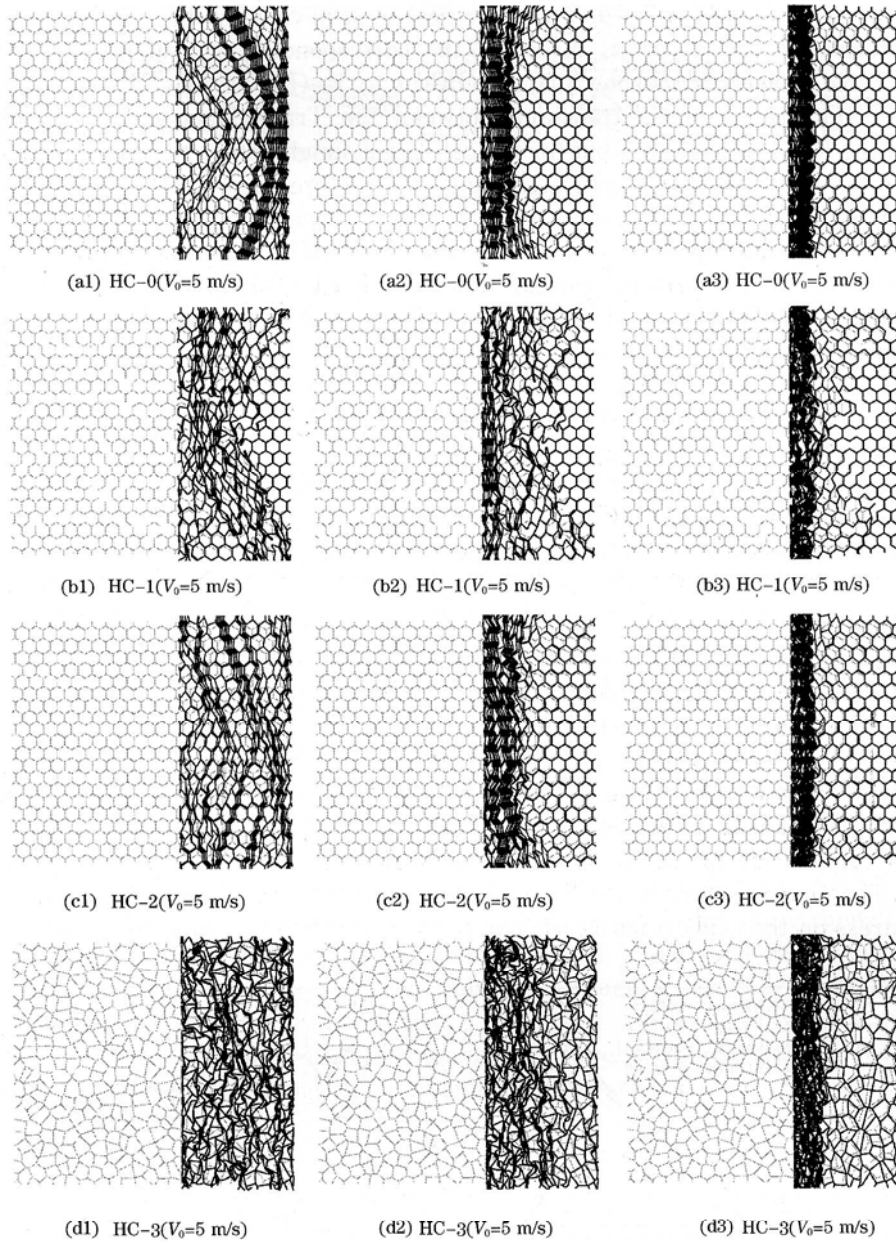 (a1) HC-0(V₀=5 m/s)
(a2) HC-0(V₀=5 m/s)
(a3) HC-0(V₀=5 m/s)
(b1) HC-1(V₀=5 m/s)
(b2) HC-1(V₀=5 m/s)
(b3) HC-1(V₀=5 m/s)
(c1) HC-2(V₀=5 m/s)
(c2) HC-2(V₀=5 m/s)
(c3) HC-2(V₀=5 m/s)
(d1) HC-3(V₀=5 m/s)
(d2) HC-3(V₀=5 m/s)
(d3) HC-3(V₀=5 m/s)